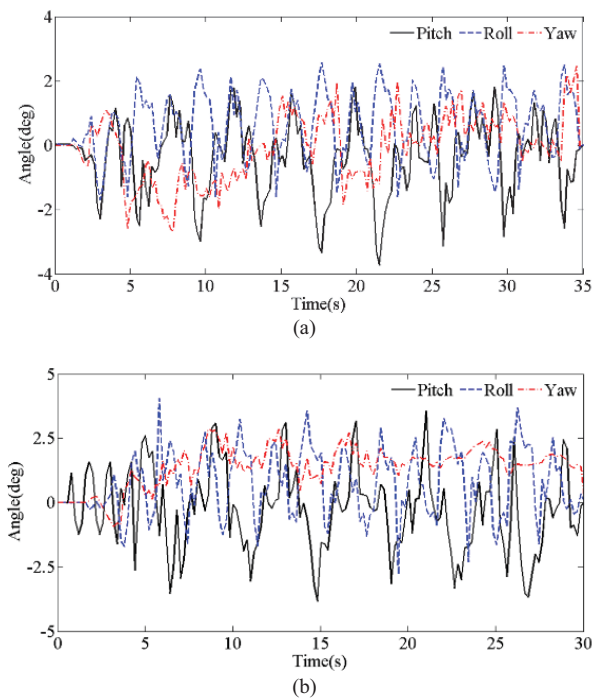 4
Pitch Roll Yaw
2
Angle(deg)
0
-2
-4
0 5 10 15 20 25 30 35
Time(s)
(a)
5
Pitch Roll Yaw
2.5
Angle(deg)
0
-2.5
-5
0 5 10 15 20 25 30
Time(s)
(b)